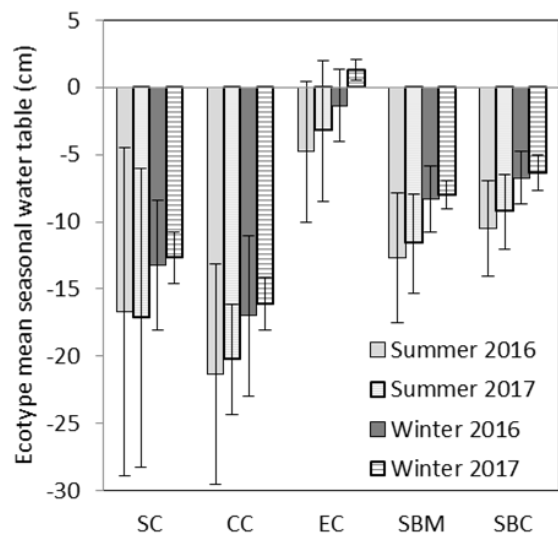 Ecotype mean seasonal water table (cm)
5
0
-5
-10
-15
-20
-25
-30
Summer 2016
Summer 2017
Winter 2016
Winter 2017
SC CC EC SBM SBC